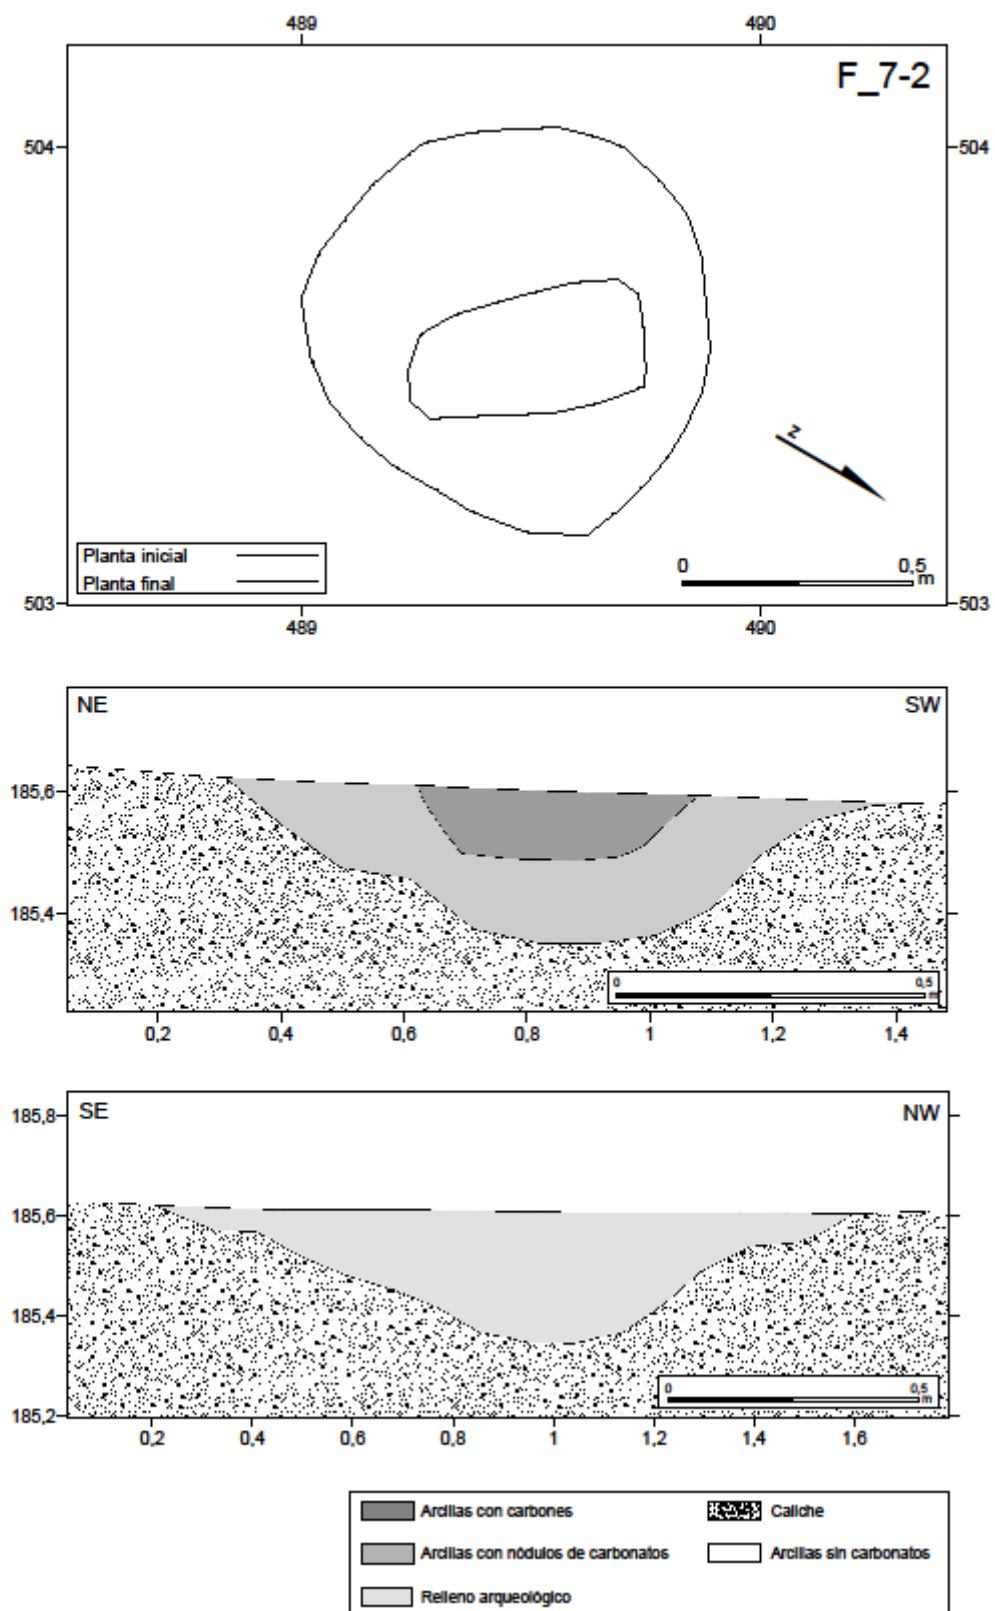 489 490
F_7-2
504 504
z
Planta inicial
Planta final
0 0,5
m
503 503
489 490
NE SW
185,6
185,4
0 0,5
m
0,2 0,4 0,6 0,8 1 1,2 1,4
185,8 SE NW
185,6
185,4
0 0,5
m
185,2
0,2 0,4 0,6 0,8 1 1,2 1,4 1,6
Arcillas con carbones Caliche
Arcillas con nódulos de carbonatos Arcillas sin carbonatos
Relleno arqueológico